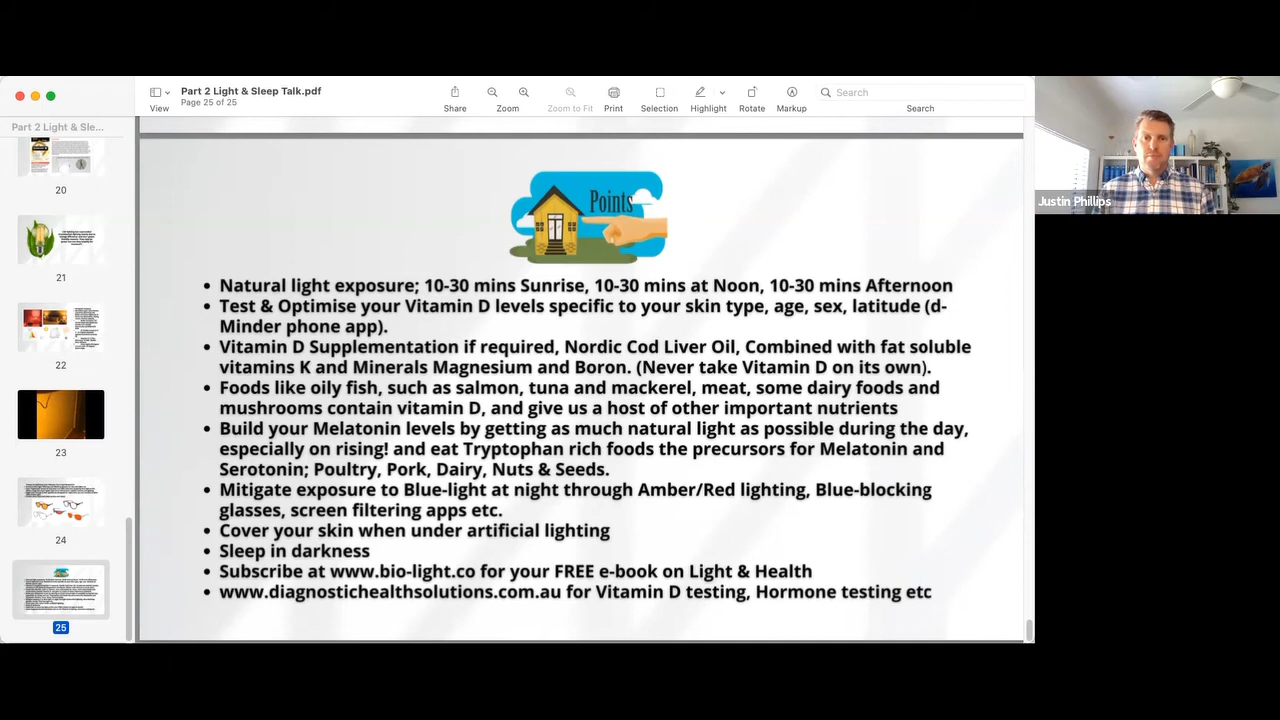 Part 2 Light & Sleep Talk.pdf
Page 25 of 25
View
Share
Zoom
Zoom to Fit
Print
Selection
Highlight
Rotate
Markup
Search
Search
Part 2 Light & Sle...
20
21
22
23
24
25
Points
• Natural light exposure; 10-30 mins Sunrise, 10-30 mins at Noon, 10-30 mins Afternoon
• Test & Optimise your Vitamin D levels specific to your skin type, age, sex, latitude (d-
Minder phone app).
• Vitamin D Supplementation if required, Nordic Cod Liver Oil, Combined with fat soluble
vitamins K and Minerals Magnesium and Boron. (Never take Vitamin D on its own).
• Foods like oily fish, such as salmon, tuna and mackerel, meat, some dairy foods and
mushrooms contain vitamin D, and give us a host of other important nutrients
• Build your Melatonin levels by getting as much natural light as possible during the day,
especially on rising! and eat Tryptophan rich foods the precursors for Melatonin and
Serotonin; Poultry, Pork, Dairy, Nuts & Seeds.
• Mitigate exposure to Blue-light at night through Amber/Red lighting, Blue-blocking
glasses, screen filtering apps etc.
• Cover your skin when under artificial lighting
• Sleep in darkness
• Subscribe at www.bio-light.co for your FREE e-book on Light & Health
• www.diagnostichealthsolutions.com.au for Vitamin D testing, Hormone testing etc
Justin Phillips